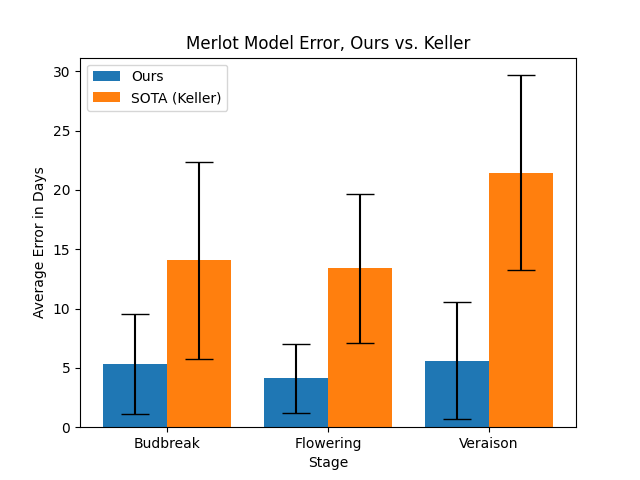 Merlot Model Error, Ours vs. Keller
Ours
SOTA (Keller)
Average Error in Days
30
25
20
15
10
5
0
Budbreak
Flowering
Veraison
Stage